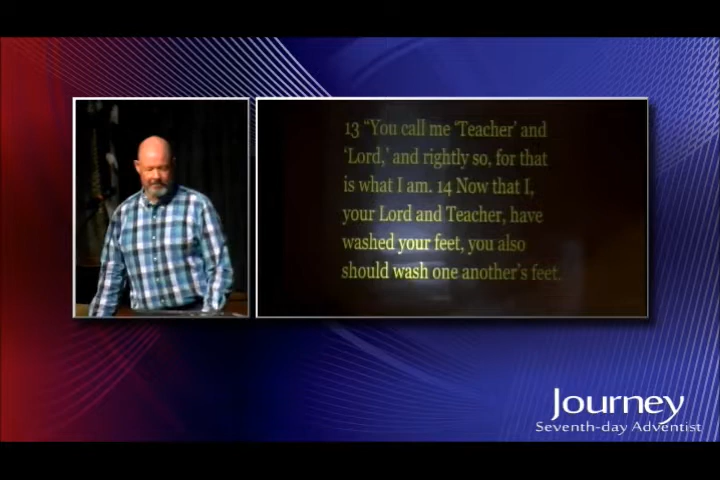 13 “You call me ‘Teacher’ and
‘Lord,’ and rightly so, for that
is what I am. 14 Now that I,
your Lord and Teacher, have
washed your feet, you also
should wash one another’s feet.
Journey
Seventh-day Adventist